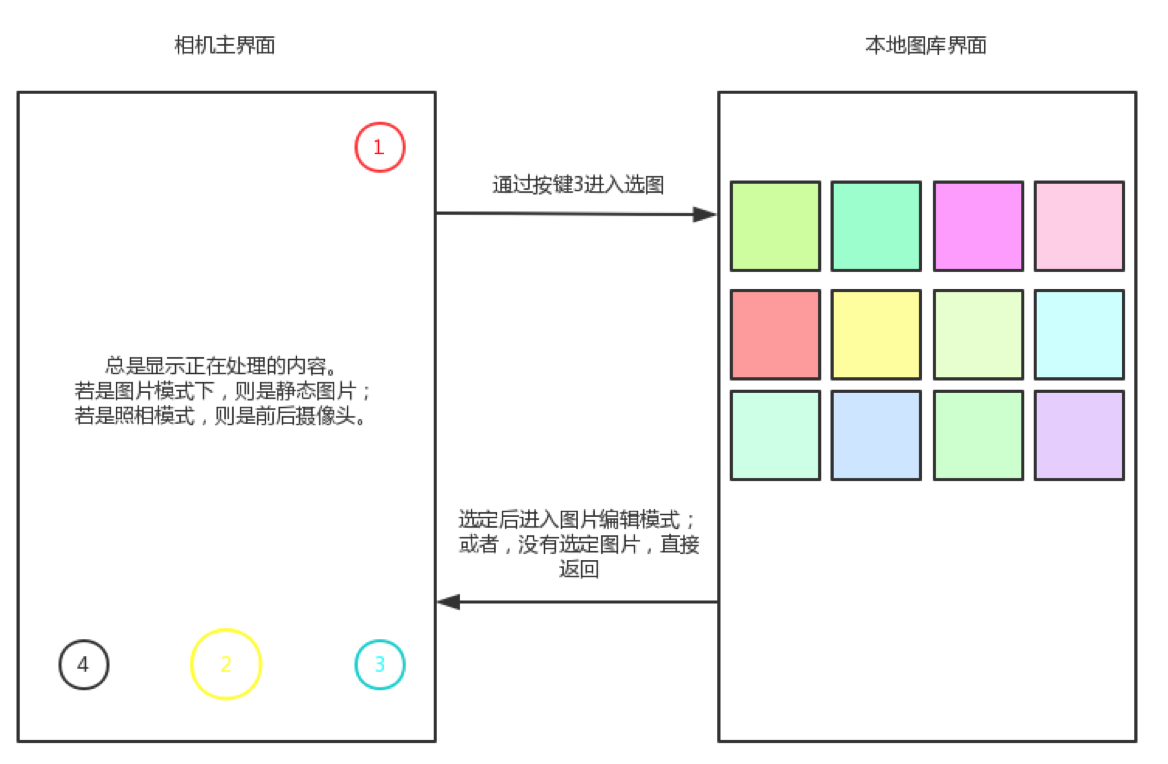 相机主界面
本地图库界面
1
通过按键3进入选图
总是显示正在处理的内容。
若是图片模式下，则是静态图片；
若是照相模式，则是前后摄像头。
选定后进入图片编辑模式；
或者，没有选定图片，直接
返回
4
2
3